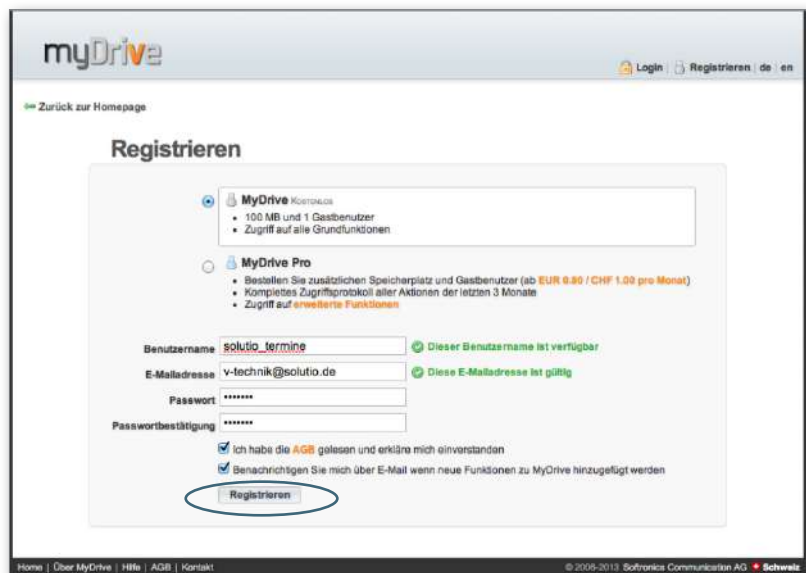 myDrive
Login | Registrieren | de | en
Zurück zur Homepage
Registrieren
MyDrive KOSTENLOS
• 100 MB und 1 Gastbenutzer
• Zugriff auf alle Grundfunktionen
MyDrive Pro
• Bestellen Sie zusätzlichen Speicherplatz und Gastbenutzer (ab EUR 0.80 / CHF 1.00 pro Monat)
• Komplettes Zugriffsprotokoll aller Aktionen der letzten 3 Monate
• Zugriff auf erweiterte Funktionen
Benutzername solutio_termine Dieser Benutzername ist verfügbar
E-Mailadresse v-technik@solutio.de Diese E-Mailadresse ist gültig
Passwort •••••••
Passwortbestätigung •••••••
Ich habe die AGB gelesen und erkläre mich einverstanden
Benachrichtigen Sie mich über E-Mail wenn neue Funktionen zu MyDrive hinzugefügt werden
Registrieren
Home | Über MyDrive | Hilfe | AGB | Kontakt © 2006-2013 Softronics Communication AG Schweiz